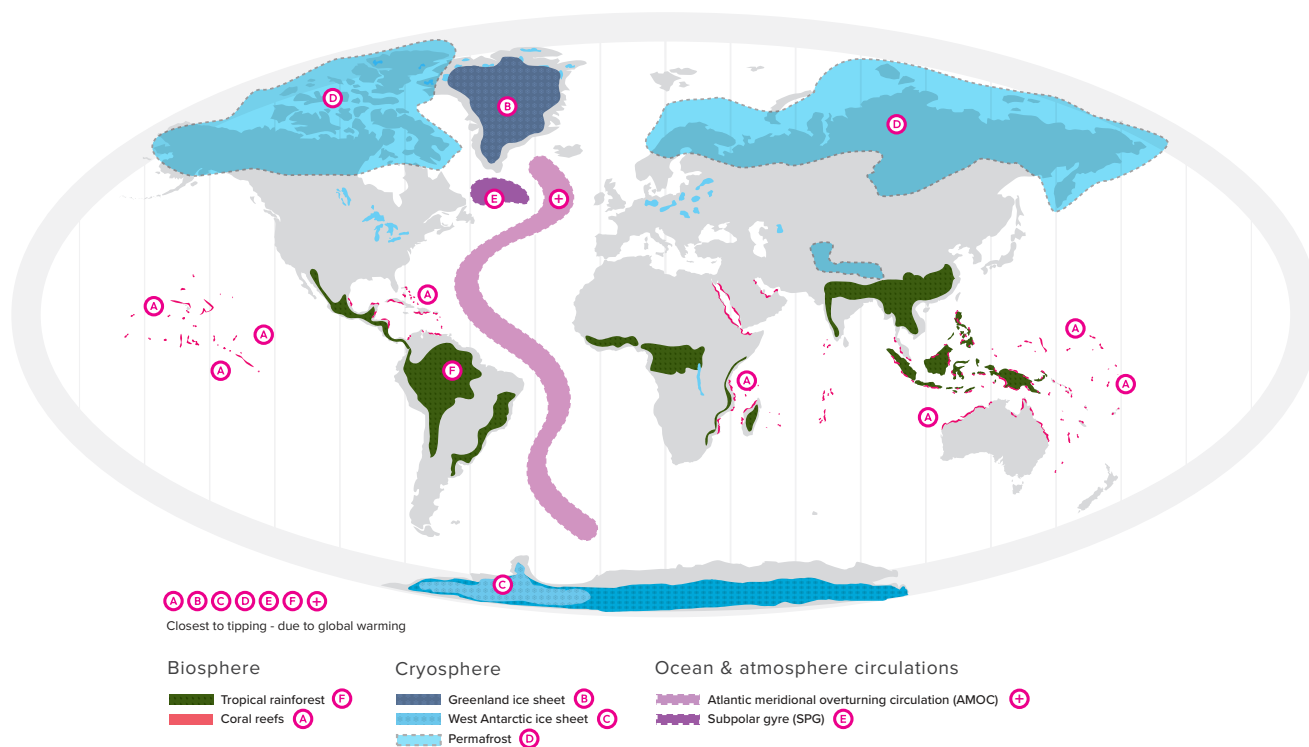 D
B
D
E
+
A
A
A
A
A
F
A
A
A
A
C
A B C D E F +
Closest to tipping - due to global warming
Biosphere
Tropical rainforest F
Coral reefs A
Cryosphere
Greenland ice sheet B
West Antarctic ice sheet C
Permafrost D
Ocean & atmosphere circulations
Atlantic meridional overturning circulation (AMOC) +
Subpolar gyre (SPG) E